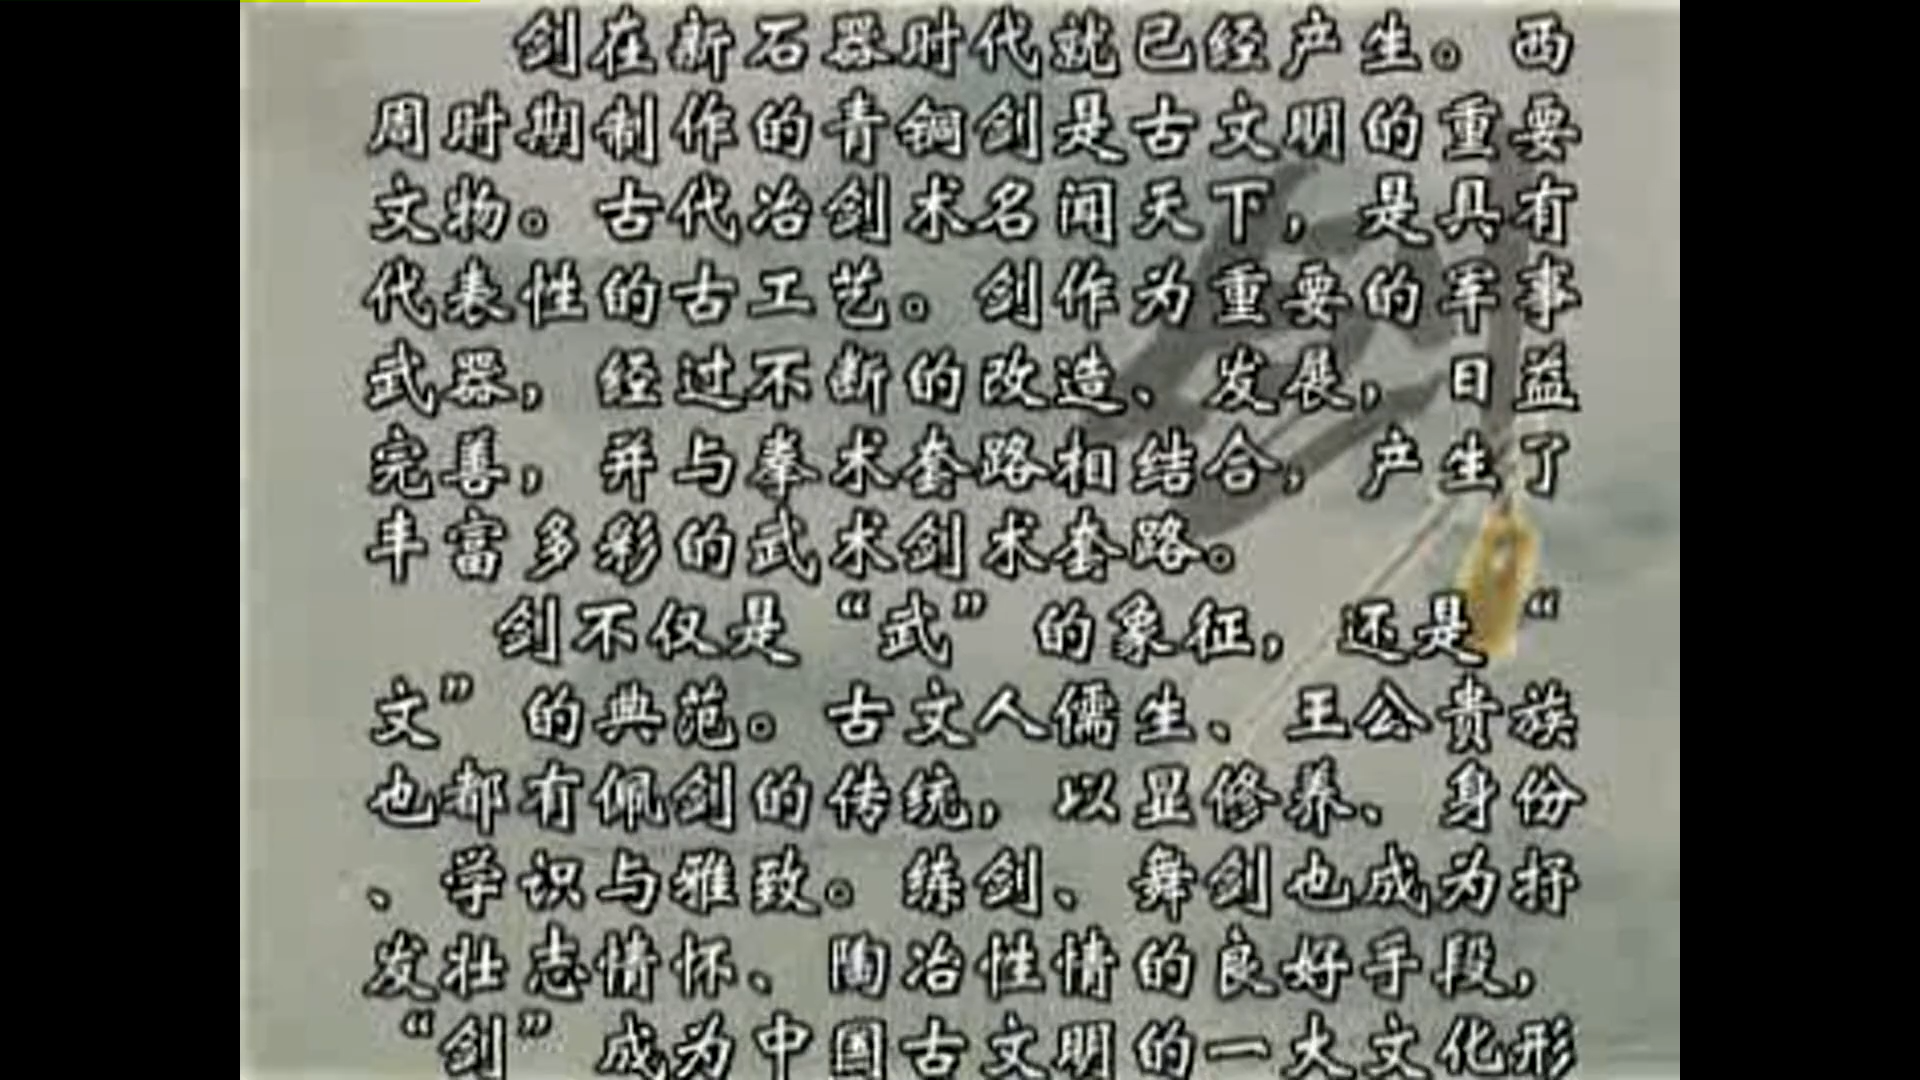 剑在新石器时代就已经产生。西
周时期制作的青铜剑是古文明的重要
文物。古代冶剑术名闻天下，是具有
代表性的古工艺。剑作为重要的军事
武器，经过不断的改造、发展，日益
完善，并与拳术套路相结合，产生了
丰富多彩的武术剑术套路。
剑不仅是“武”的象征，还是“
文”的典范。古文人儒生、王公贵族
也都有佩剑的传统，以显修养、身份
、学识与雅致。练剑、舞剑也成为抒
发壮志情怀、陶冶性情的良好手段，
“剑”成为中国古文明的一大文化形